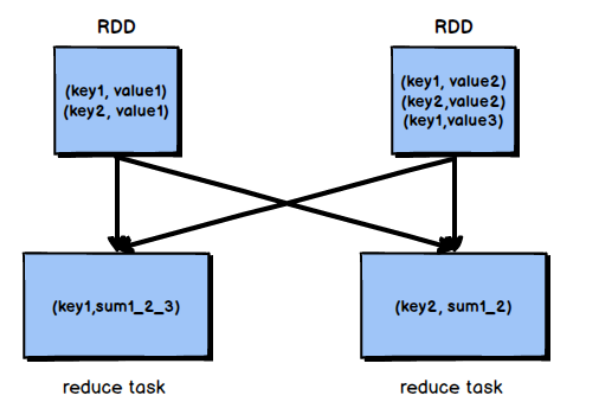 RDD
RDD
(key1, value1)
(key2, value1)
(key1, value2)
(key2,value2)
(key1,value3)
(key1,sum1_2_3)
(key2, sum1_2)
reduce task
reduce task